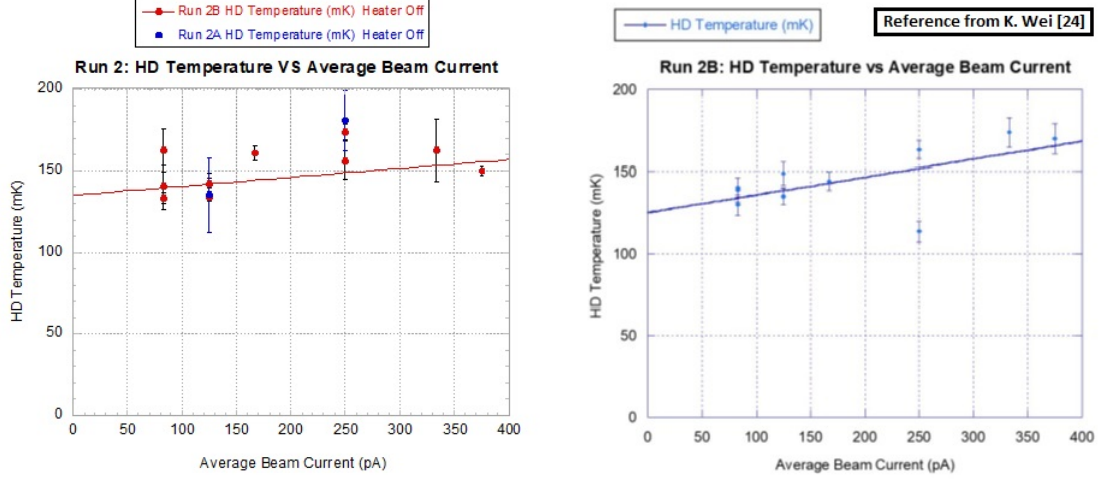 Run 2B HD Temperature (mK) Heater Off
Run 2A HD Temperature (mK) Heater Off
Run 2: HD Temperature VS Average Beam Current
HD Temperature (mK)
200
150
100
50
0
0 50 100 150 200 250 300 350 400
Average Beam Current (pA)
HD Temperature (mK)
Reference from K. Wei [24]
Run 2B: HD Temperature vs Average Beam Current
HD Temperature (mK)
200
150
100
50
0
0 50 100 150 200 250 300 350 400
Average Beam Current (pA)